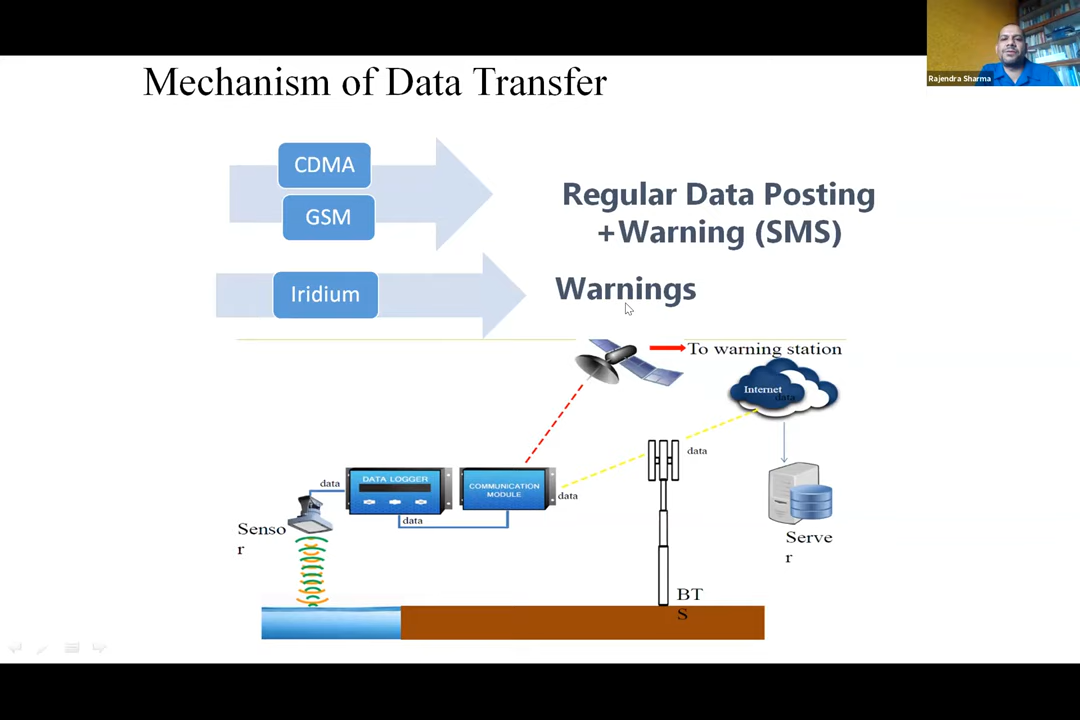 Rajendra Sharma
Mechanism of Data Transfer
CDMA
GSM
Regular Data Posting
+Warning (SMS)
Iridium
Warnings
To warning station
Internet
data
data
data
DATA LOGGER
COMMUNICATION
MODULE
data
data
Senso
r
Serve
r
BT
S